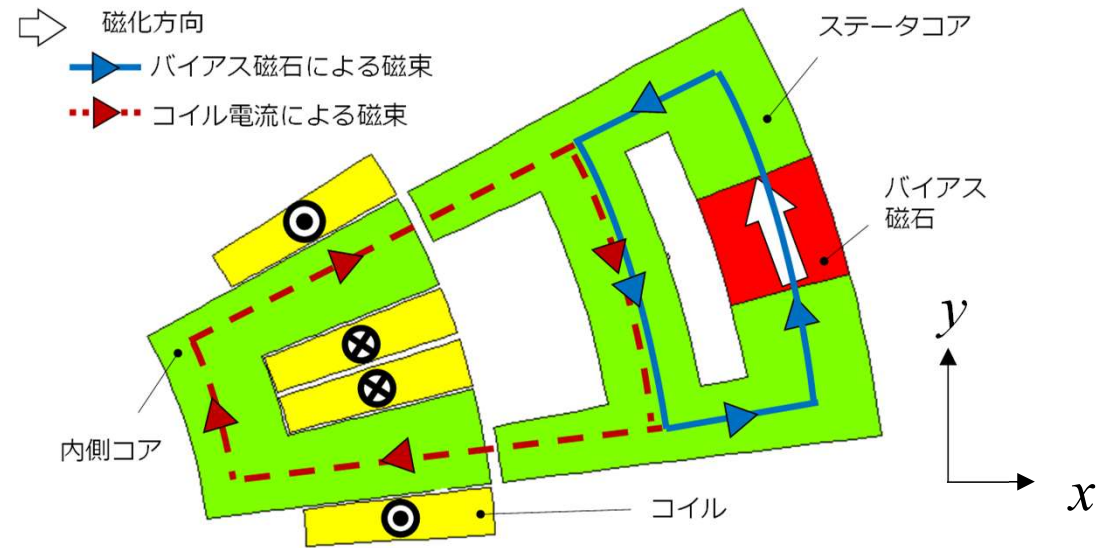 磁化方向
バイアス磁石による磁束
コイル電流による磁束
ステータコア
バイアス
磁石
内側コア
コイル
y
x